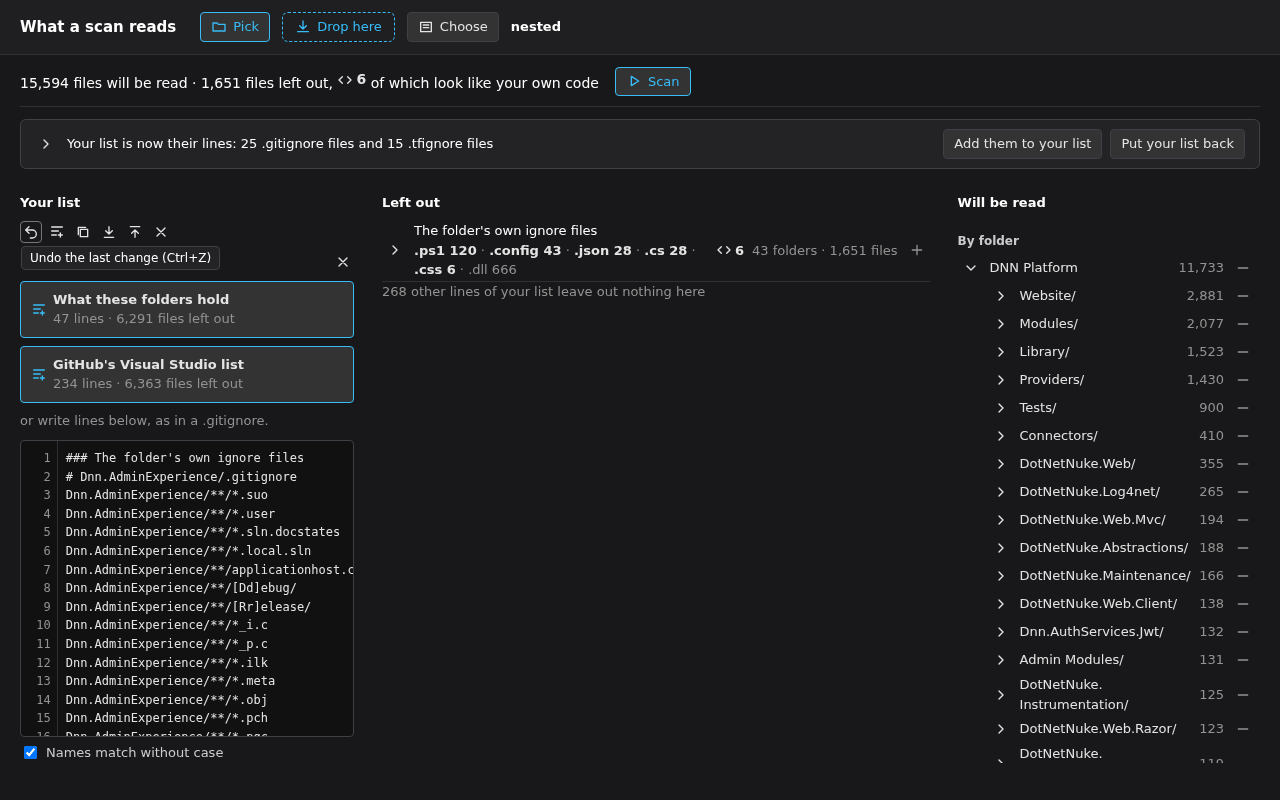 What a scan reads
Pick
Drop here
Choose
nested
15,594 files will be read · 1,651 files left out, <> 6 of which look like your own code
Scan
Your list is now their lines: 25 .gitignore files and 15 .tfignore files
Add them to your list
Put your list back
Your list
Undo the last change (Ctrl+Z)
What these folders hold
47 lines · 6,291 files left out
GitHub's Visual Studio list
234 lines · 6,363 files left out
or write lines below, as in a .gitignore.
1 ### The folder's own ignore files
2 # Dnn.AdminExperience/.gitignore
3 Dnn.AdminExperience/**/*.suo
4 Dnn.AdminExperience/**/*.user
5 Dnn.AdminExperience/**/*.sln.docstates
6 Dnn.AdminExperience/**/*.local.sln
7 Dnn.AdminExperience/**/applicationhost.c
8 Dnn.AdminExperience/**/[Dd]ebug/
9 Dnn.AdminExperience/**/[Rr]elease/
10 Dnn.AdminExperience/**/*_i.c
11 Dnn.AdminExperience/**/*_p.c
12 Dnn.AdminExperience/**/*.ilk
13 Dnn.AdminExperience/**/*.meta
14 Dnn.AdminExperience/**/*.obj
15 Dnn.AdminExperience/**/*.pch
16 Dnn.AdminExperience/**/*.pgc
Names match without case
Left out
The folder's own ignore files
.ps1 120 · .config 43 · .json 28 · .cs 28 ·
.css 6 · .dll 666
<> 6 43 folders · 1,651 files
268 other lines of your list leave out nothing here
Will be read
By folder
DNN Platform 11,733
Website/ 2,881
Modules/ 2,077
Library/ 1,523
Providers/ 1,430
Tests/ 900
Connectors/ 410
DotNetNuke.Web/ 355
DotNetNuke.Log4net/ 265
DotNetNuke.Web.Mvc/ 194
DotNetNuke.Abstractions/ 188
DotNetNuke.Maintenance/ 166
DotNetNuke.Web.Client/ 138
Dnn.AuthServices.Jwt/ 132
Admin Modules/ 131
DotNetNuke.
Instrumentation/ 125
DotNetNuke.Web.Razor/ 123
DotNetNuke.